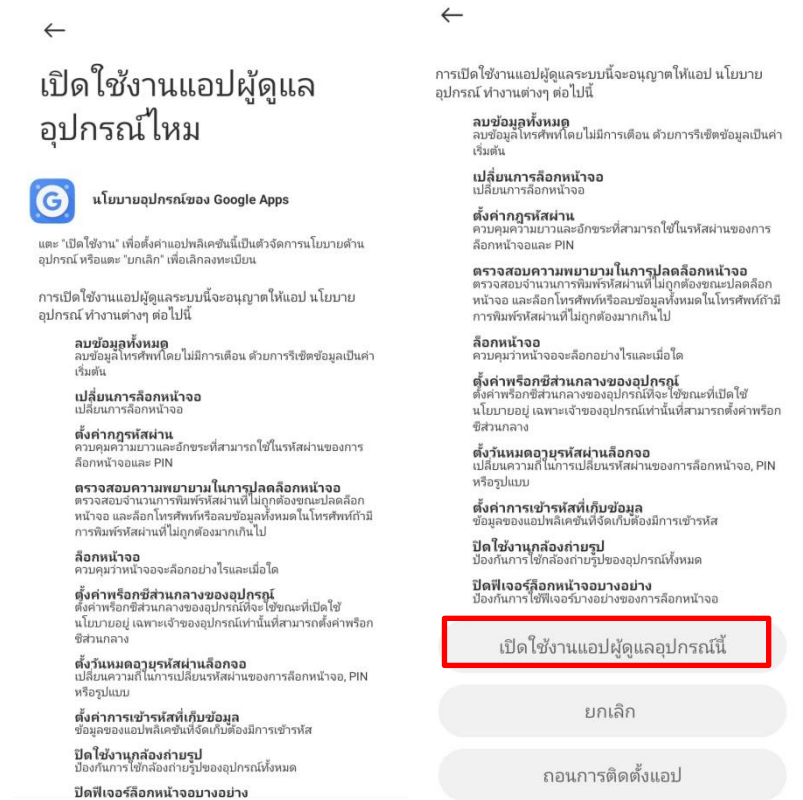 เปิดใช้งานแอปผู้ดูแล
อุปกรณ์ไหม
นโยบายอุปกรณ์ของ Google Apps
แตะ "เปิดใช้งาน" เพื่อตั้งค่าแอปพลิเคชันนี้เป็นตัวจัดการนโยบายด้าน
อุปกรณ์ หรือแตะ "ยกเลิก" เพื่อเลิกลงทะเบียน
การเปิดใช้งานแอปผู้ดูแลระบบนี้จะอนุญาตให้แอป นโยบาย
อุปกรณ์ ทำงานต่างๆ ต่อไปนี้
ลบข้อมูลทั้งหมด
ลบข้อมูลโทรศัพท์โดยไม่มีการเตือน ด้วยการรีเซ็ตข้อมูลเป็นค่า
เริ่มต้น
เปลี่ยนการล็อกหน้าจอ
เปลี่ยนการล็อกหน้าจอ
ตั้งค่ากฎรหัสผ่าน
ควบคุมความยาวและอักขระที่สามารถใช้ในรหัสผ่านของการ
ล็อกหน้าจอและ PIN
ตรวจสอบความพยายามในการปลดล็อกหน้าจอ
ตรวจสอบจำนวนการพิมพ์รหัสผ่านที่ไม่ถูกต้องขณะปลดล็อก
หน้าจอ และล็อกโทรศัพท์หรือลบข้อมูลทั้งหมดในโทรศัพท์ถ้ามี
การพิมพ์รหัสผ่านที่ไม่ถูกต้องมากเกินไป
ล็อกหน้าจอ
ควบคุมว่าหน้าจอจะล็อกอย่างไรและเมื่อใด
ตั้งค่าพร็อกซีส่วนกลางของอุปกรณ์
ตั้งค่าพร็อกซีส่วนกลางของอุปกรณ์ที่จะใช้ขณะที่เปิดใช้
นโยบายอยู่ เฉพาะเจ้าของอุปกรณ์เท่านั้นที่สามารถตั้งค่าพร็อก
ซีส่วนกลาง
ตั้งวันหมดอายุรหัสผ่านล็อกจอ
เปลี่ยนความถี่ในการเปลี่ยนรหัสผ่านของการล็อกหน้าจอ, PIN
หรือรูปแบบ
ตั้งค่าการเข้ารหัสที่เก็บข้อมูล
ข้อมูลของแอปพลิเคชันที่จัดเก็บต้องมีการเข้ารหัส
ปิดใช้งานกล้องถ่ายรูป
ป้องกันการใช้กล้องถ่ายรูปของอุปกรณ์ทั้งหมด
ปิดฟีเจอร์ล็อกหน้าจอบางอย่าง
การเปิดใช้งานแอปผู้ดูแลระบบนี้จะอนุญาตให้แอป นโยบาย
อุปกรณ์ ทำงานต่างๆ ต่อไปนี้
ลบข้อมูลทั้งหมด
ลบข้อมูลโทรศัพท์โดยไม่มีการเตือน ด้วยการรีเซ็ตข้อมูลเป็นค่า
เริ่มต้น
เปลี่ยนการล็อกหน้าจอ
เปลี่ยนการล็อกหน้าจอ
ตั้งค่ากฎรหัสผ่าน
ควบคุมความยาวและอักขระที่สามารถใช้ในรหัสผ่านของการ
ล็อกหน้าจอและ PIN
ตรวจสอบความพยายามในการปลดล็อกหน้าจอ
ตรวจสอบจำนวนการพิมพ์รหัสผ่านที่ไม่ถูกต้องขณะปลดล็อก
หน้าจอ และล็อกโทรศัพท์หรือลบข้อมูลทั้งหมดในโทรศัพท์ถ้ามี
การพิมพ์รหัสผ่านที่ไม่ถูกต้องมากเกินไป
ล็อกหน้าจอ
ควบคุมว่าหน้าจอจะล็อกอย่างไรและเมื่อใด
ตั้งค่าพร็อกซีส่วนกลางของอุปกรณ์
ตั้งค่าพร็อกซีส่วนกลางของอุปกรณ์ที่จะใช้ขณะที่เปิดใช้
นโยบายอยู่ เฉพาะเจ้าของอุปกรณ์เท่านั้นที่สามารถตั้งค่าพร็อก
ซีส่วนกลาง
ตั้งวันหมดอายุรหัสผ่านล็อกจอ
เปลี่ยนความถี่ในการเปลี่ยนรหัสผ่านของการล็อกหน้าจอ, PIN
หรือรูปแบบ
ตั้งค่าการเข้ารหัสที่เก็บข้อมูล
ข้อมูลของแอปพลิเคชันที่จัดเก็บต้องมีการเข้ารหัส
ปิดใช้งานกล้องถ่ายรูป
ป้องกันการใช้กล้องถ่ายรูปของอุปกรณ์ทั้งหมด
ปิดฟีเจอร์ล็อกหน้าจอบางอย่าง
ป้องกันการใช้ฟีเจอร์บางอย่างของการล็อกหน้าจอ
เปิดใช้งานแอปผู้ดูแลอุปกรณ์นี้
ยกเลิก
ถอนการติดตั้งแอป